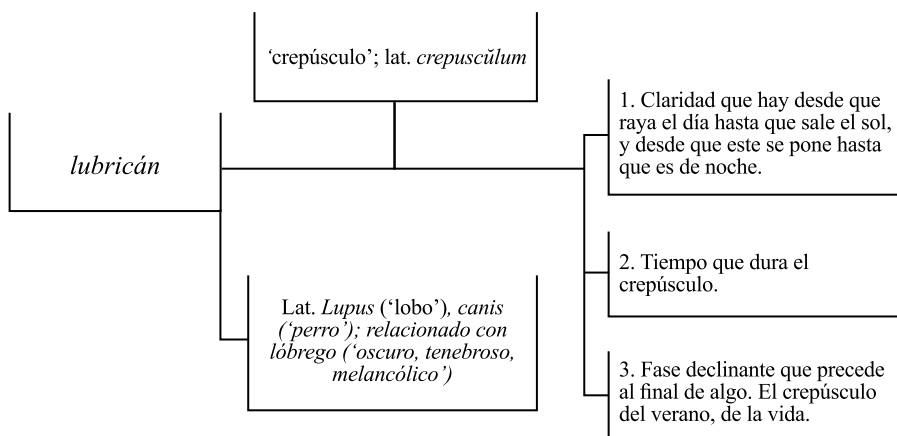 ‘crepúsculo’; lat. crepuscŭlum
lubricán
Lat. Lupus (‘lobo’), canis
(‘perro’); relacionado con
lóbrego (‘oscuro, tenebroso,
melancólico’)
1. Claridad que hay desde que
raya el día hasta que sale el sol,
y desde que este se pone hasta
que es de noche.
2. Tiempo que dura el
crepúsculo.
3. Fase declinante que precede
al final de algo. El crepúsculo
del verano, de la vida.